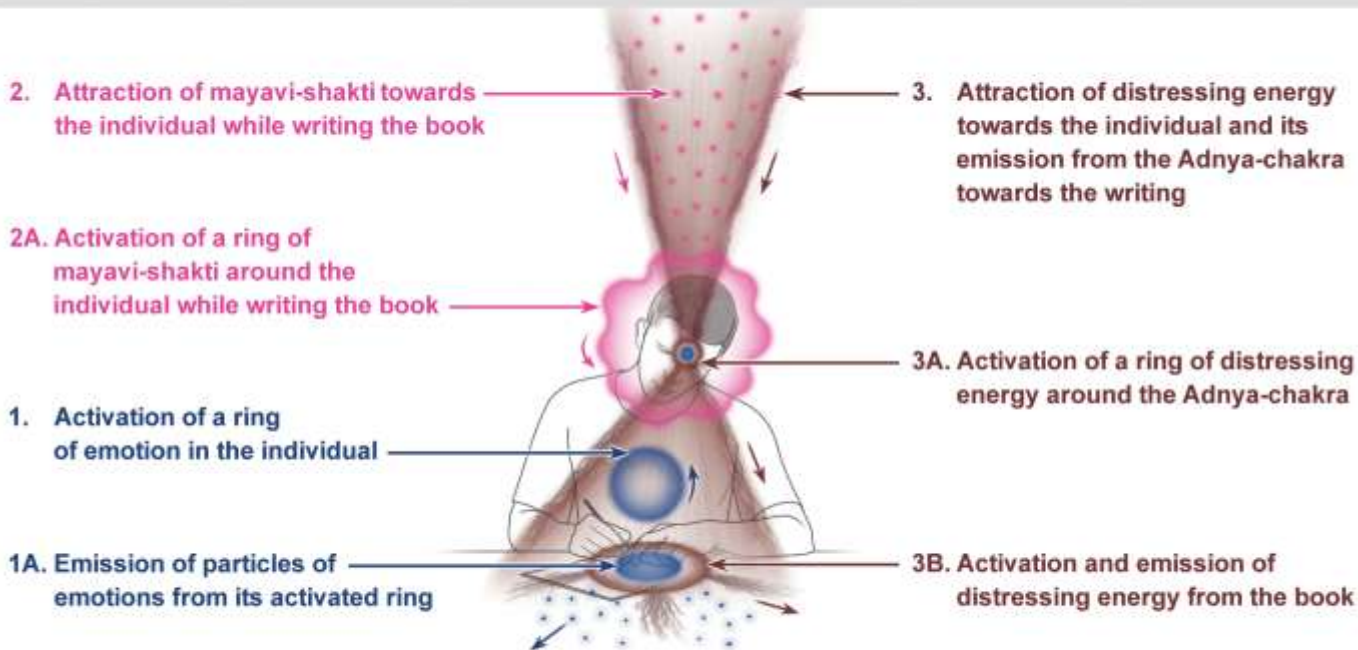 2. Attraction of mayavi-shakti towards
the individual while writing the book
2A. Activation of a ring of
mayavi-shakti around the
individual while writing the book
1. Activation of a ring
of emotion in the individual
1A. Emission of particles of
emotions from its activated ring
3. Attraction of distressing energy
towards the individual and its
emission from the Adnya-chakra
towards the writing
3A. Activation of a ring of distressing
energy around the Adnya-chakra
3B. Activation and emission of
distressing energy from the book